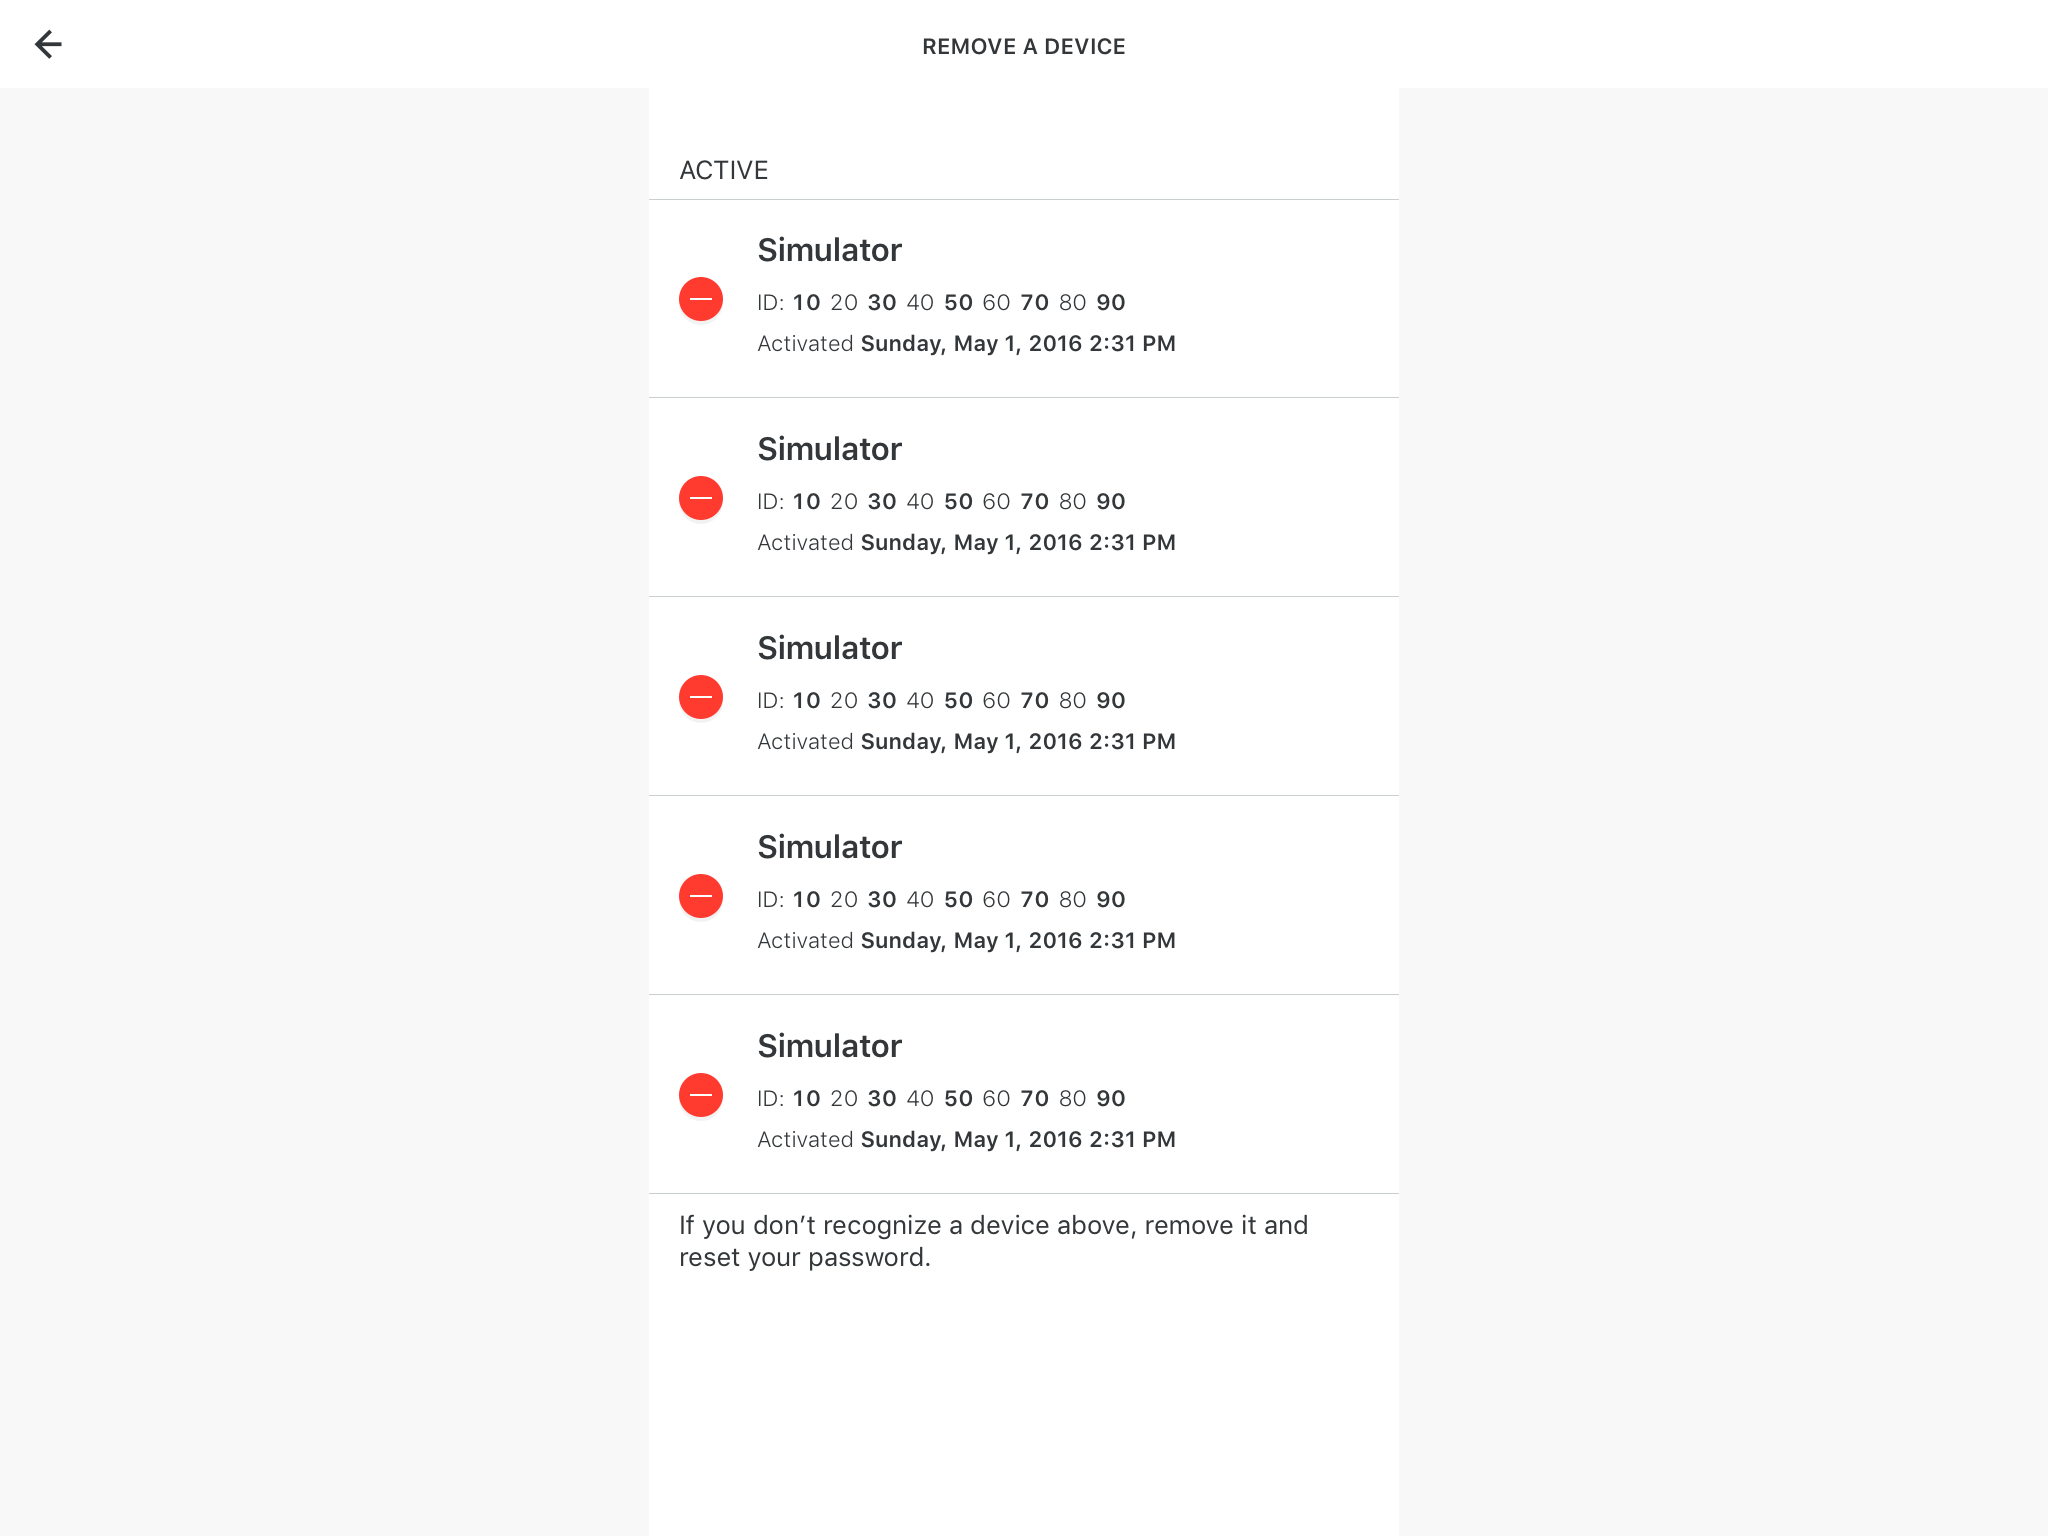 REMOVE A DEVICE
ACTIVE
Simulator
ID: 10 20 30 40 50 60 70 80 90
Activated Sunday, May 1, 2016 2:31 PM
Simulator
ID: 10 20 30 40 50 60 70 80 90
Activated Sunday, May 1, 2016 2:31 PM
Simulator
ID: 10 20 30 40 50 60 70 80 90
Activated Sunday, May 1, 2016 2:31 PM
Simulator
ID: 10 20 30 40 50 60 70 80 90
Activated Sunday, May 1, 2016 2:31 PM
Simulator
ID: 10 20 30 40 50 60 70 80 90
Activated Sunday, May 1, 2016 2:31 PM
If you don’t recognize a device above, remove it and
reset your password.